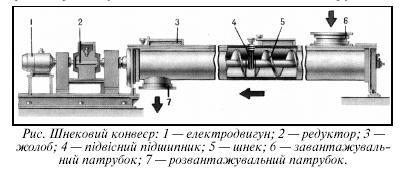 1
2
3
4
5
6
7
Рис. Шнековий конвеєр: 1 — електродвигун; 2 — редуктор; 3 —
жолоб; 4 — підвісний підшипник; 5 — шнек; 6 — завантажуваль-
ний патрубок; 7 — розвантажувальний патрубок.